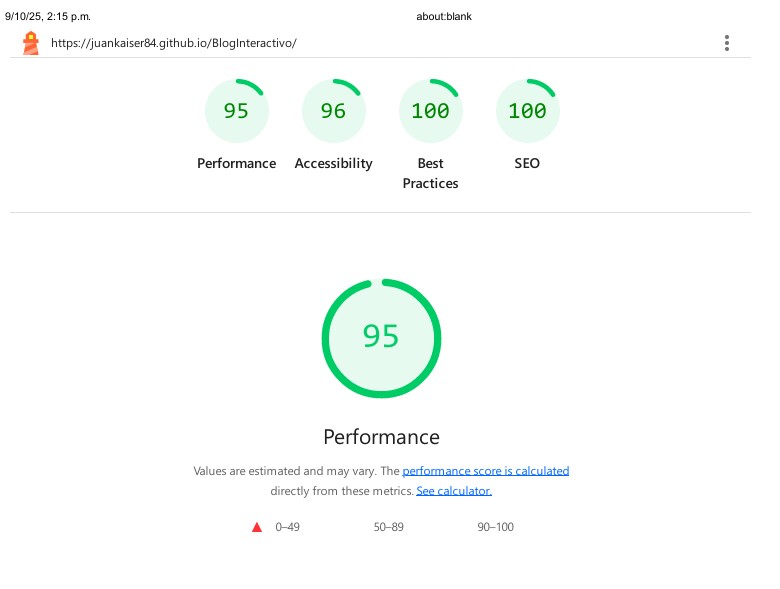 9/10/25, 2:15 p.m.
about:blank
https://juankaiser84.github.io/BlogInteractivo/
95
96
100
100
Performance
Accessibility
Best
Practices
SEO
95
Performance
Values are estimated and may vary. The performance score is calculated
directly from these metrics. See calculator.
0–49
50–89
90–100